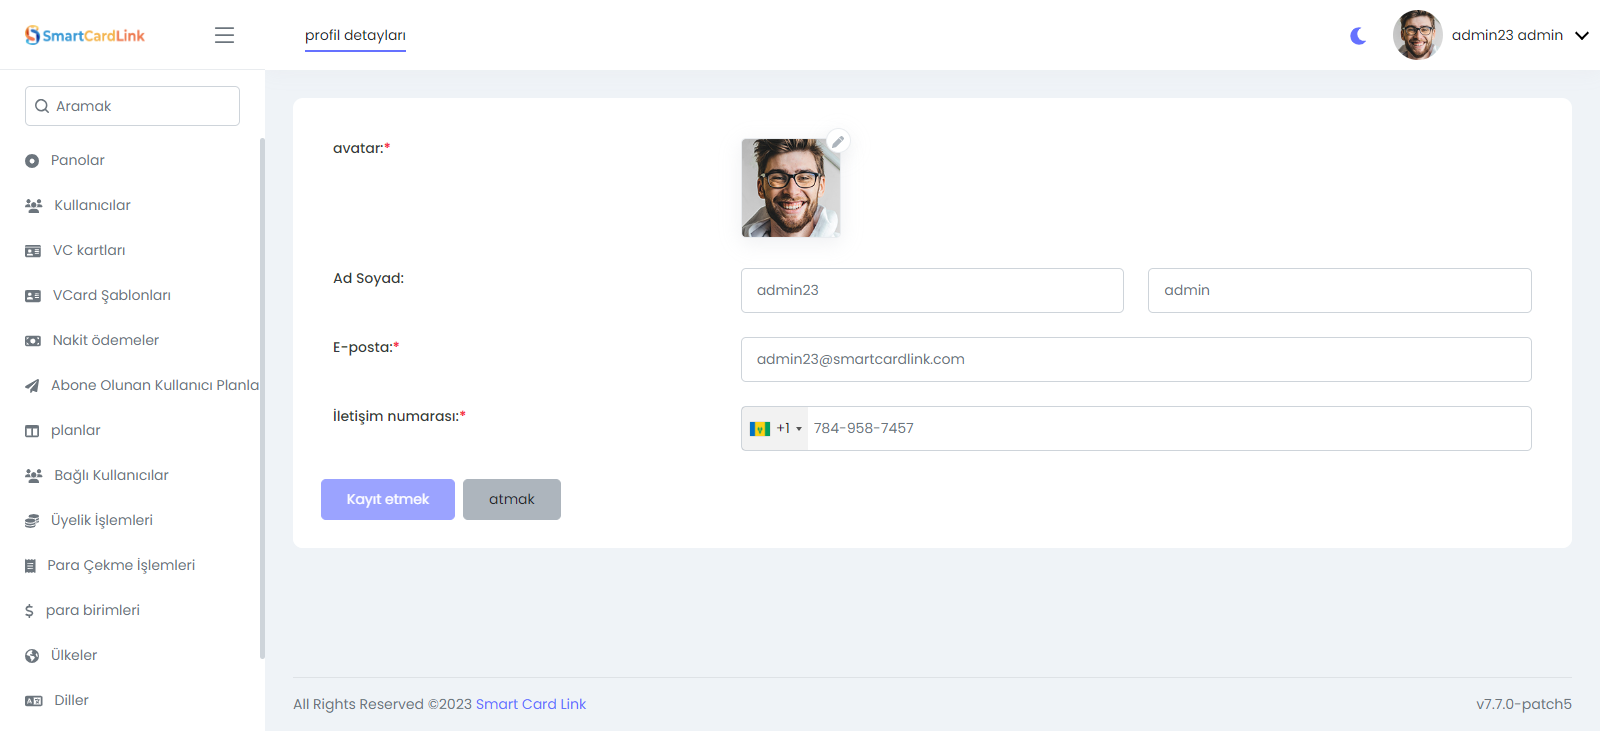 SmartCardLink
profil detayları
admin23 admin
Aramak
Panolar
Kullanıcılar
VC kartları
VCard Şablonları
Nakit ödemeler
Abone Olunan Kullanıcı Planla
planlar
Bağlı Kullanıcılar
Üyelik İşlemleri
Para Çekme İşlemleri
para birimleri
Ülkeler
Diller
avatar:*
Ad Soyad:
admin23
admin
E-posta:*
admin23@smartcardlink.com
İletişim numarası:*
+1 784-958-7457
Kayıt etmek
atmak
All Rights Reserved ©2023 Smart Card Link
v7.7.0-patch5